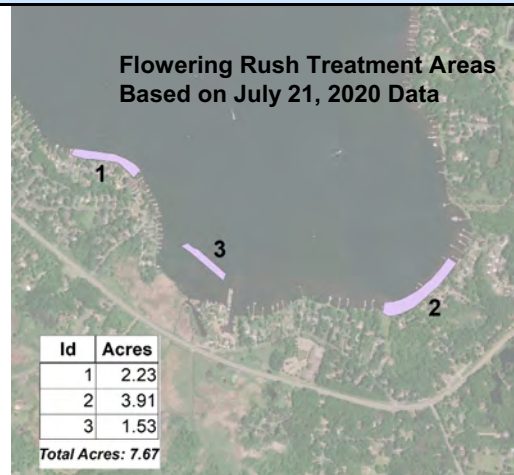 Flowering Rush Treatment Areas
Based on July 21, 2020 Data
1
3
2
Id Acres
1 2.23
2 3.91
3 1.53
Total Acres: 7.67